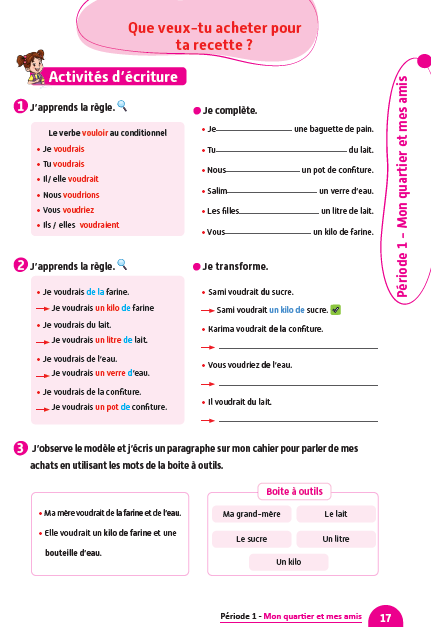 Que veux-tu acheter pour
ta recette ?
Activités d'écriture
1 J'apprends la règle.
Le verbe vouloir au conditionnel
• Je voudrais
• Tu voudrais
• Il/ elle voudrait
• Nous voudrions
• Vous voudriez
• Ils / elles voudraient
Je complète.
• Je une baguette de pain.
• Tu du lait.
• Nous un pot de confiture.
• Salim un verre d'eau.
• Les filles un litre de lait.
• Vous un kilo de farine.
2 J'apprends la règle.
• Je voudrais de la farine.
Je voudrais un kilo de farine
• Je voudrais du lait.
Je voudrais un litre de lait.
• Je voudrais de l'eau.
Je voudrais un verre d'eau.
• Je voudrais de la confiture.
Je voudrais un pot de confiture.
Je transforme.
• Sami voudrait du sucre.
Sami voudrait un kilo de sucre.
• Karima voudrait de la confiture.
• Vous voudriez de l'eau.
• Il voudrait du lait.
3 J'observe le modèle et j'écris un paragraphe sur mon cahier pour parler de mes
achats en utilisant les mots de la boite à outils.
• Ma mère voudrait de la farine et de l'eau.
• Elle voudrait un kilo de farine et une
bouteille d'eau.
Boite à outils
Ma grand-mère Le lait
Le sucre Un litre
Un kilo
Période 1 - Mon quartier et mes amis
Période 1 - Mon quartier et mes amis 17